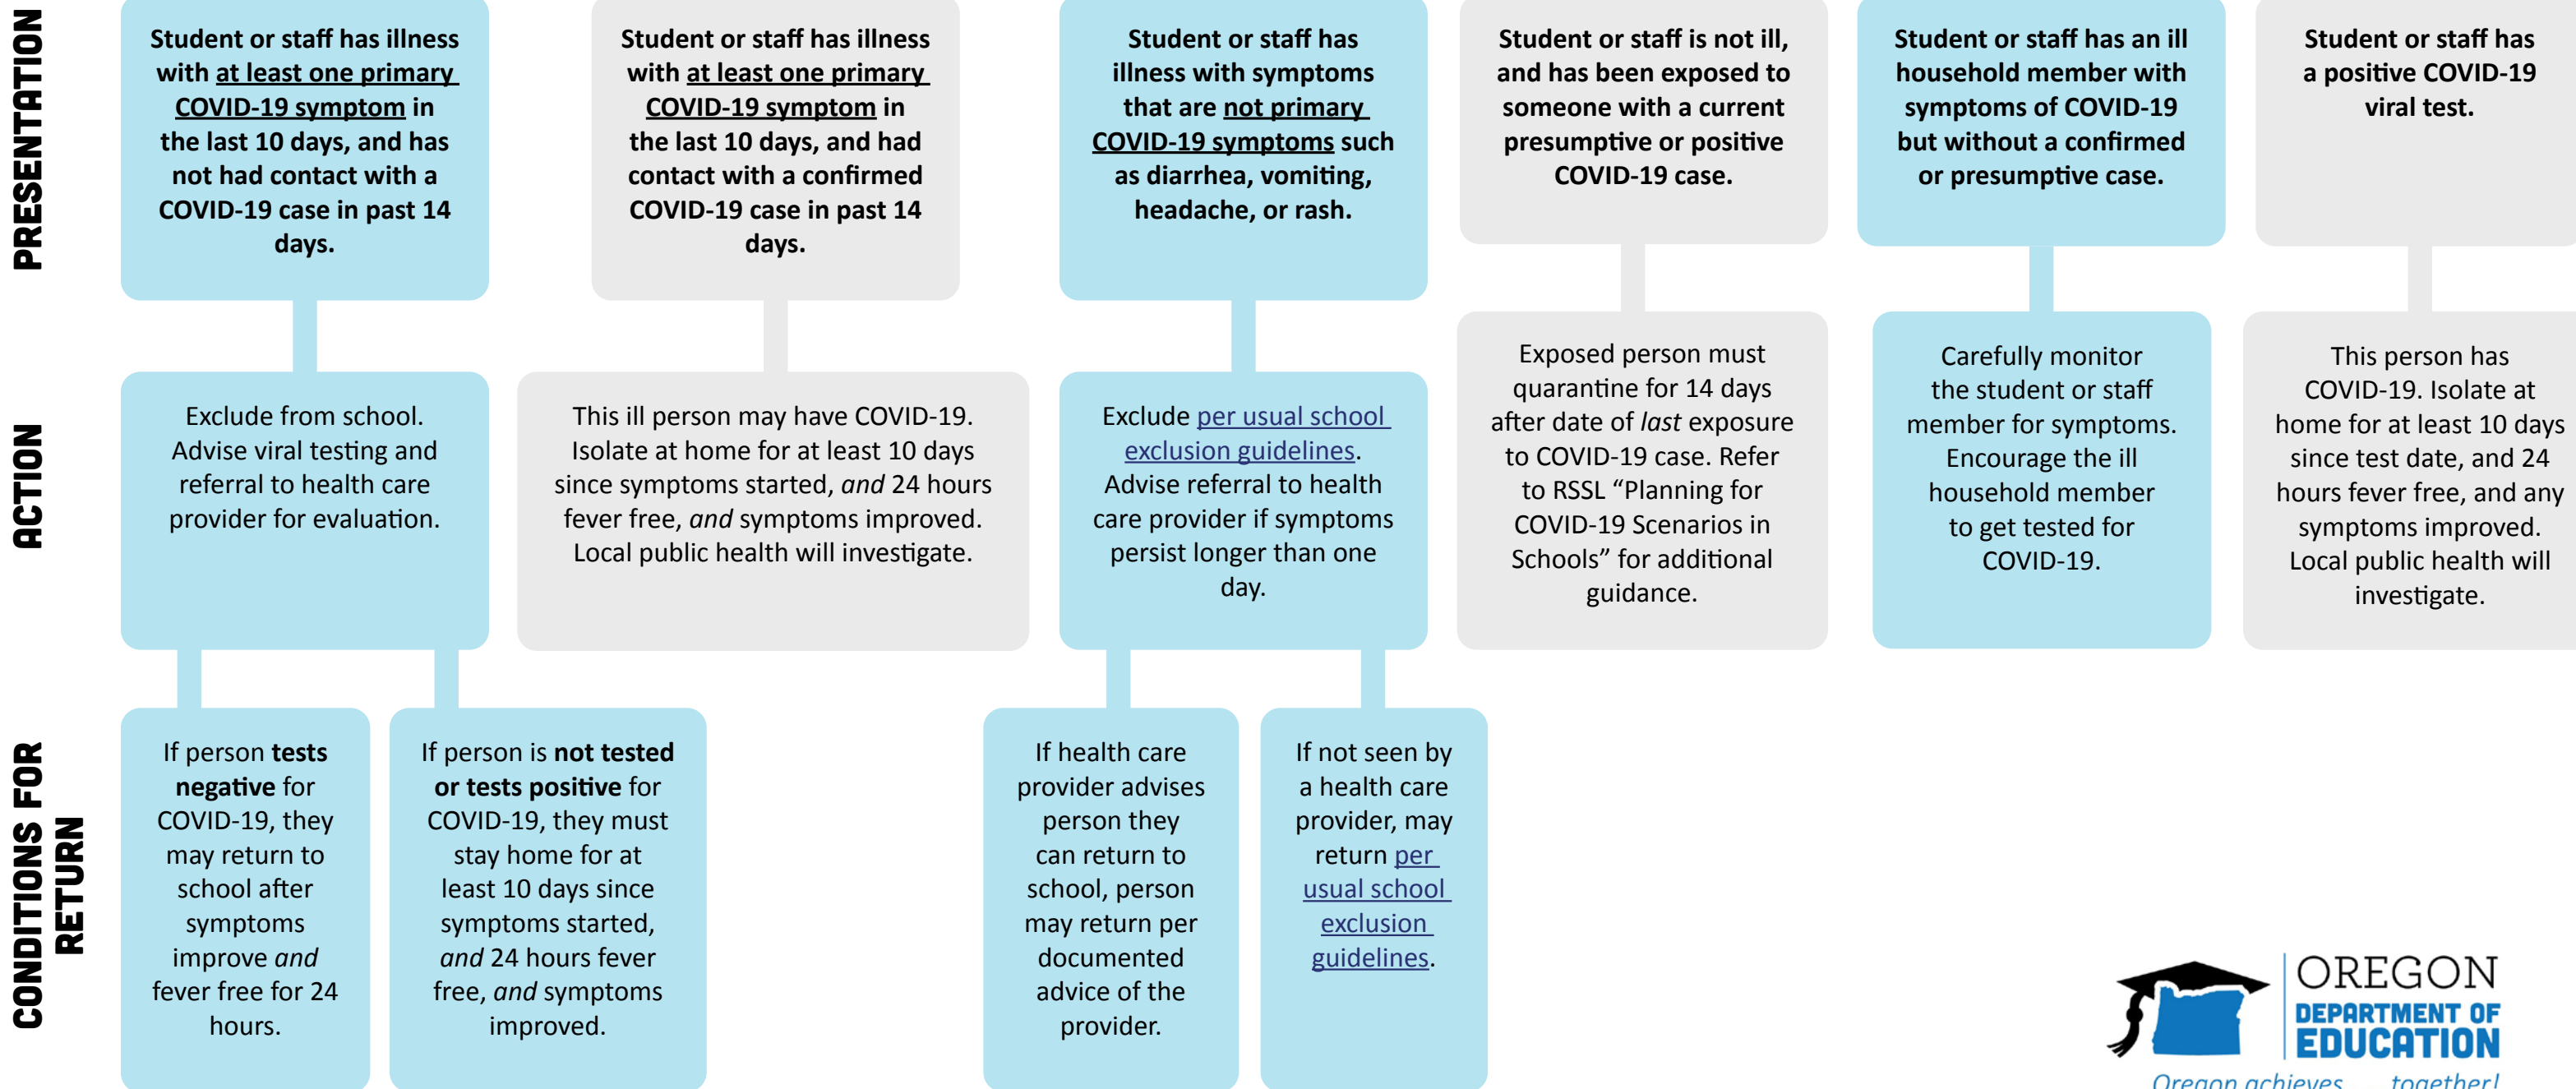 PRESENTATION
Student or staff has illness
with at least one primary
COVID-19 symptom in
the last 10 days, and has
not had contact with a
COVID-19 case in past 14
days.
Student or staff has illness
with at least one primary
COVID-19 symptom in
the last 10 days, and had
contact with a confirmed
COVID-19 case in past 14
days.
Student or staff has
illness with symptoms
that are not primary
COVID-19 symptoms such
as diarrhea, vomiting,
headache, or rash.
Student or staff is not ill,
and has been exposed to
someone with a current
presumptive or positive
COVID-19 case.
Student or staff has an ill
household member with
symptoms of COVID-19
but without a confirmed
or presumptive case.
Student or staff has
a positive COVID-19
viral test.
ACTION
Exclude from school.
Advise viral testing and
referral to health care
provider for evaluation.
This ill person may have COVID-19.
Isolate at home for at least 10 days
since symptoms started, and 24 hours
fever free, and symptoms improved.
Local public health will investigate.
Exclude per usual school
exclusion guidelines.
Advise referral to health
care provider if symptoms
persist longer than one
day.
Exposed person must
quarantine for 14 days
after date of last exposure
to COVID-19 case. Refer
to RSSL “Planning for
COVID-19 Scenarios in
Schools” for additional
guidance.
Carefully monitor
the student or staff
member for symptoms.
Encourage the ill
household member
to get tested for
COVID-19.
This person has
COVID-19. Isolate at
home for at least 10 days
since test date, and 24
hours fever free, and any
symptoms improved.
Local public health will
investigate.
CONDITIONS FOR
RETURN
If person tests
negative for
COVID-19, they
may return to
school after
symptoms
improve and
fever free for 24
hours.
If person is not tested
or tests positive for
COVID-19, they must
stay home for at
least 10 days since
symptoms started,
and 24 hours fever
free, and symptoms
improved.
If health care
provider advises
person they
can return to
school, person
may return per
documented
advice of the
provider.
If not seen by
a health care
provider, may
return per
usual school
exclusion
guidelines.
OREGON
DEPARTMENT OF
EDUCATION
Oregon achieves . . . together!